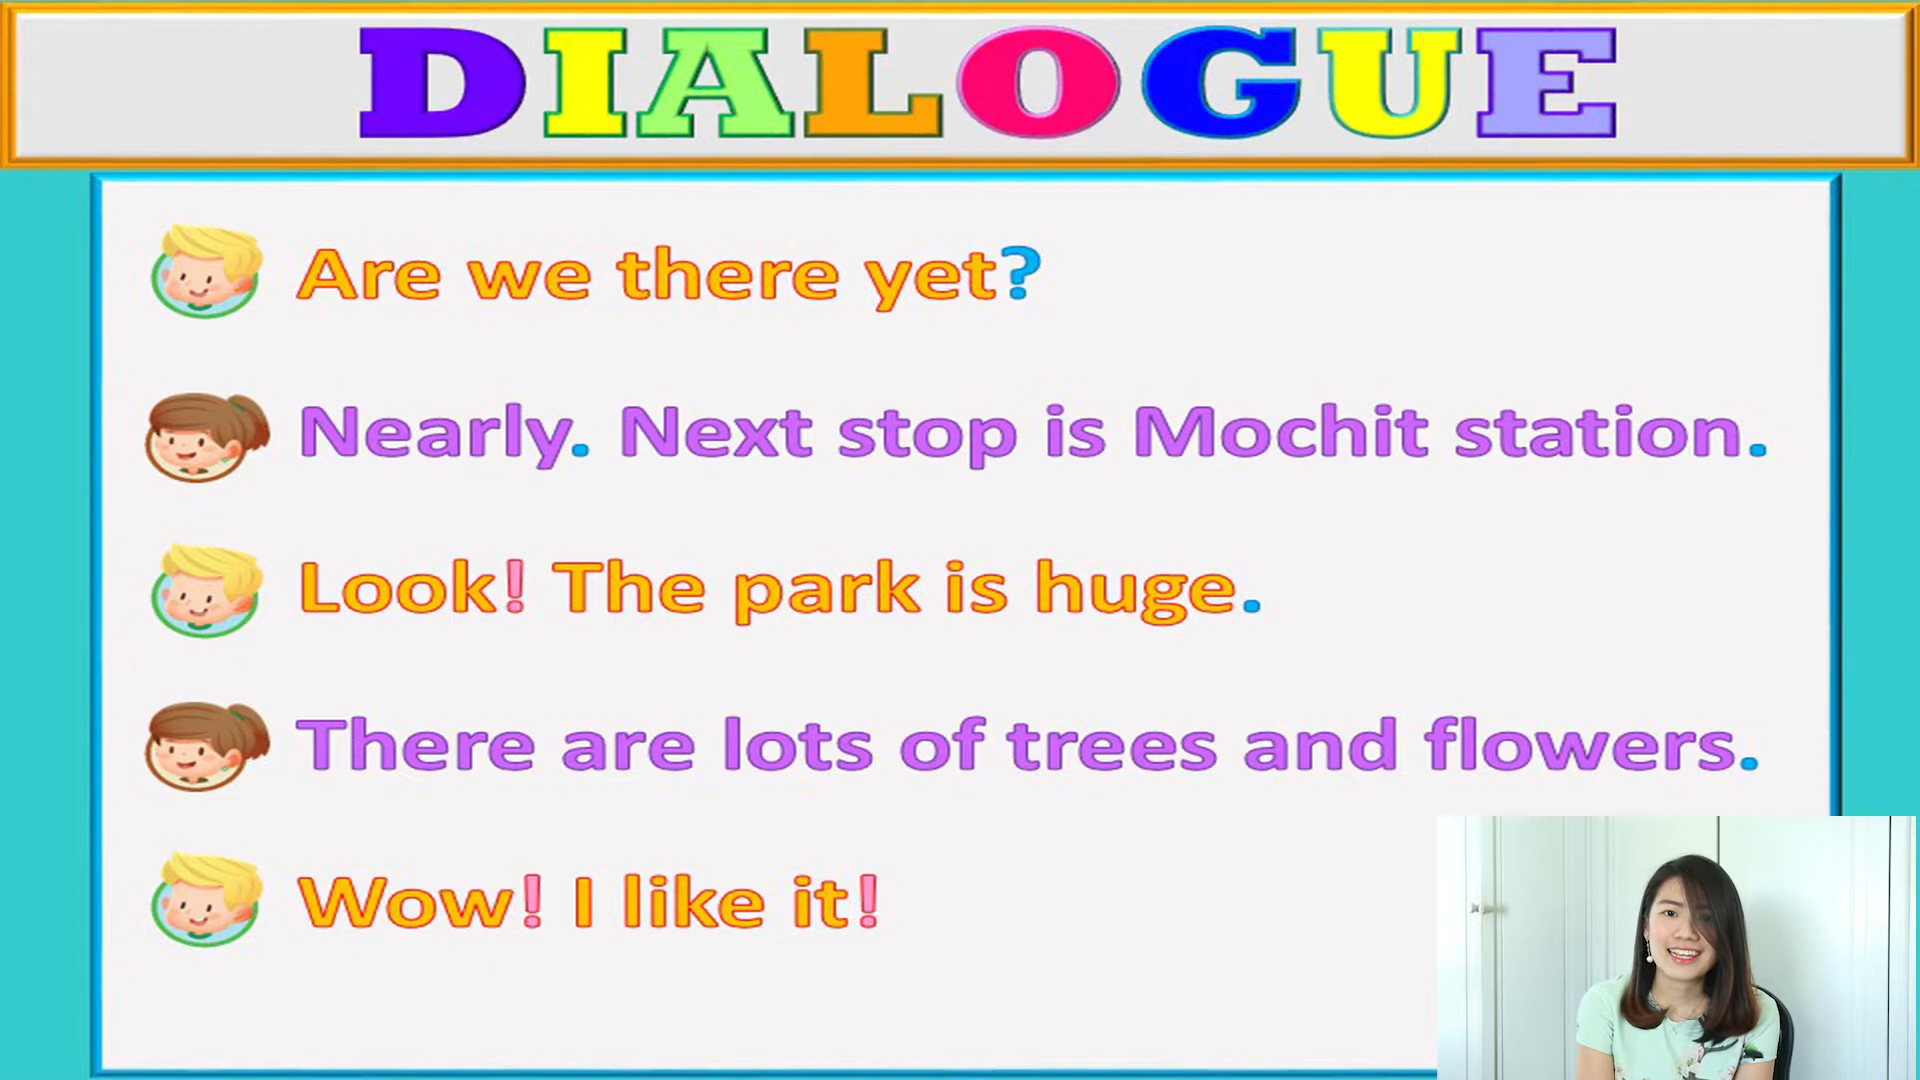 DIALOGUE
Are we there yet?
Nearly. Next stop is Mochit station.
Look! The park is huge.
There are lots of trees and flowers.
Wow! I like it!